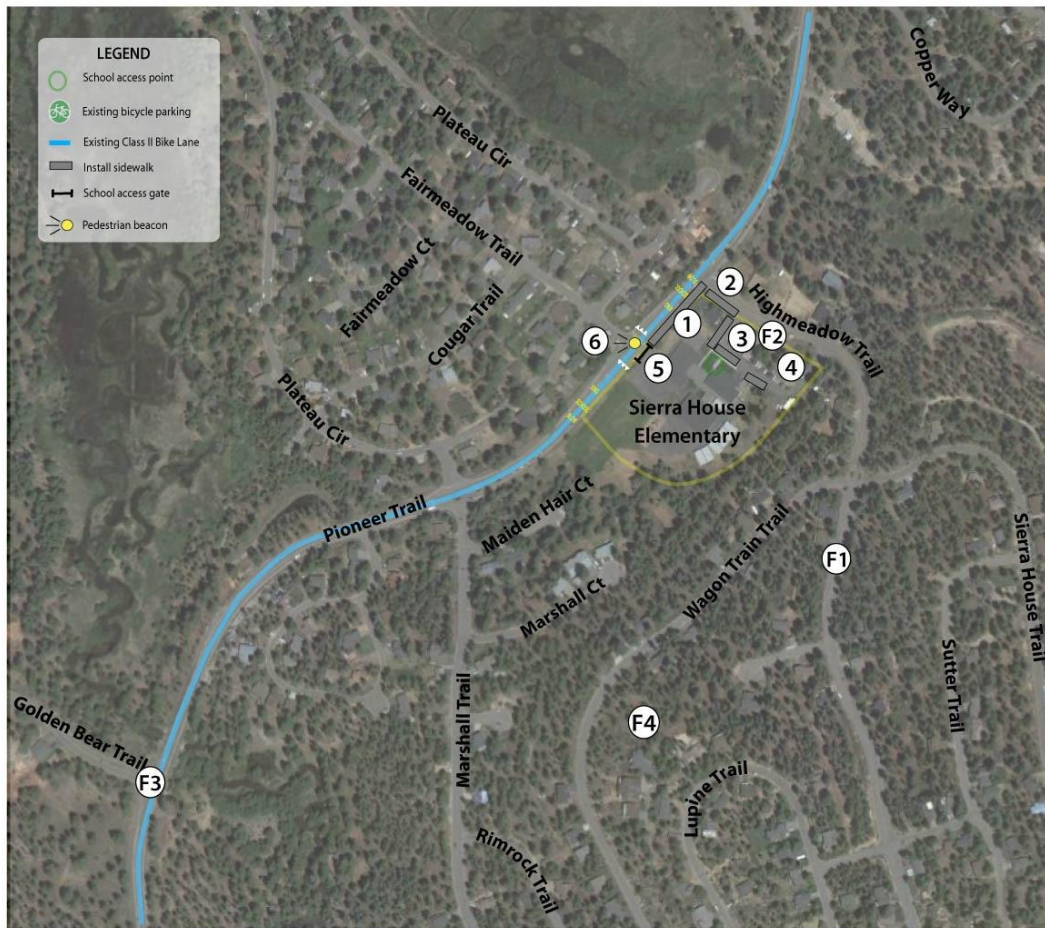 LEGEND
School access point
Existing bicycle parking
Existing Class II Bike Lane
Install sidewalk
School access gate
Pedestrian beacon
Copper Way
Plateau Cir
Fairmeadow Trail
Fairmeadow Ct
Cougar Trail
Plateau Cir
Highmeadow Trail
1
2
3
F2
4
5
6
Sierra House
Elementary
Pioneer Trail
Maiden Hair Ct
Marshall Ct
Wagon Train Trail
F1
Sierra House Trail
Sutter Trail
Marshall Trail
F4
Golden Bear Trail
F3
Lupine Trail
Rimrock Trail